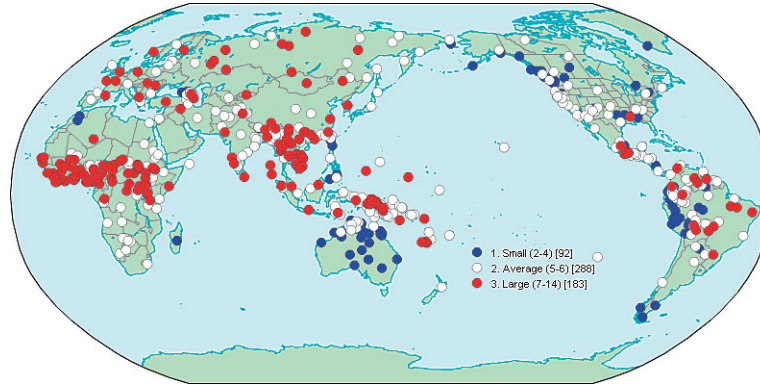 1. Small (2-4) [92]
2. Average (5-6) [288]
3. Large (7-14) [183]